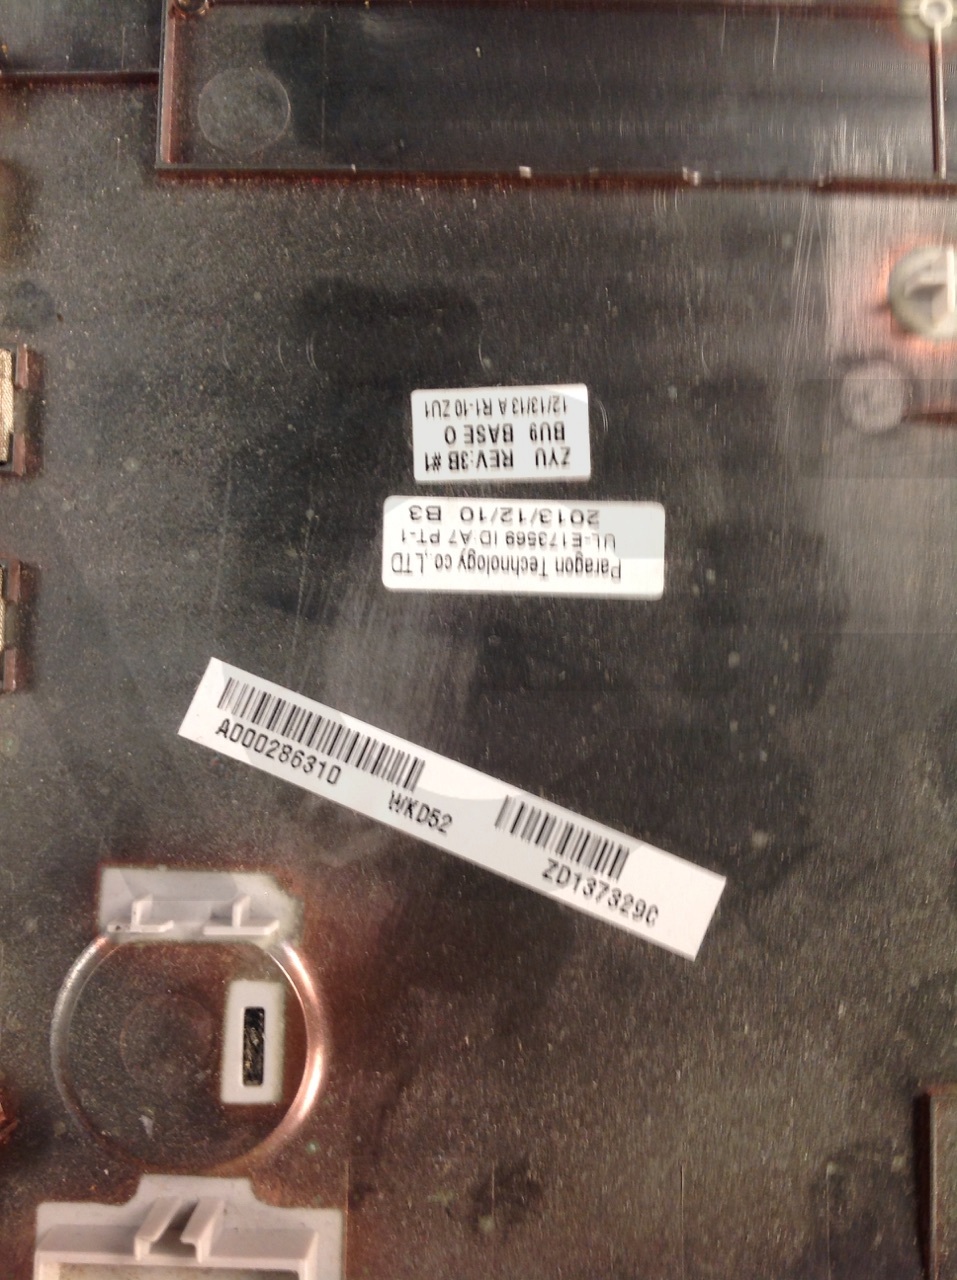 12/13/13 A R1-10 ZU1
BU9 BASE O
ZYU REV:3B #1
Paragon Technology co.,LTD
UL-E173569 ID:A7 PT-1
2013/12/10 B3
A000286310
WKD52
ZD137329C